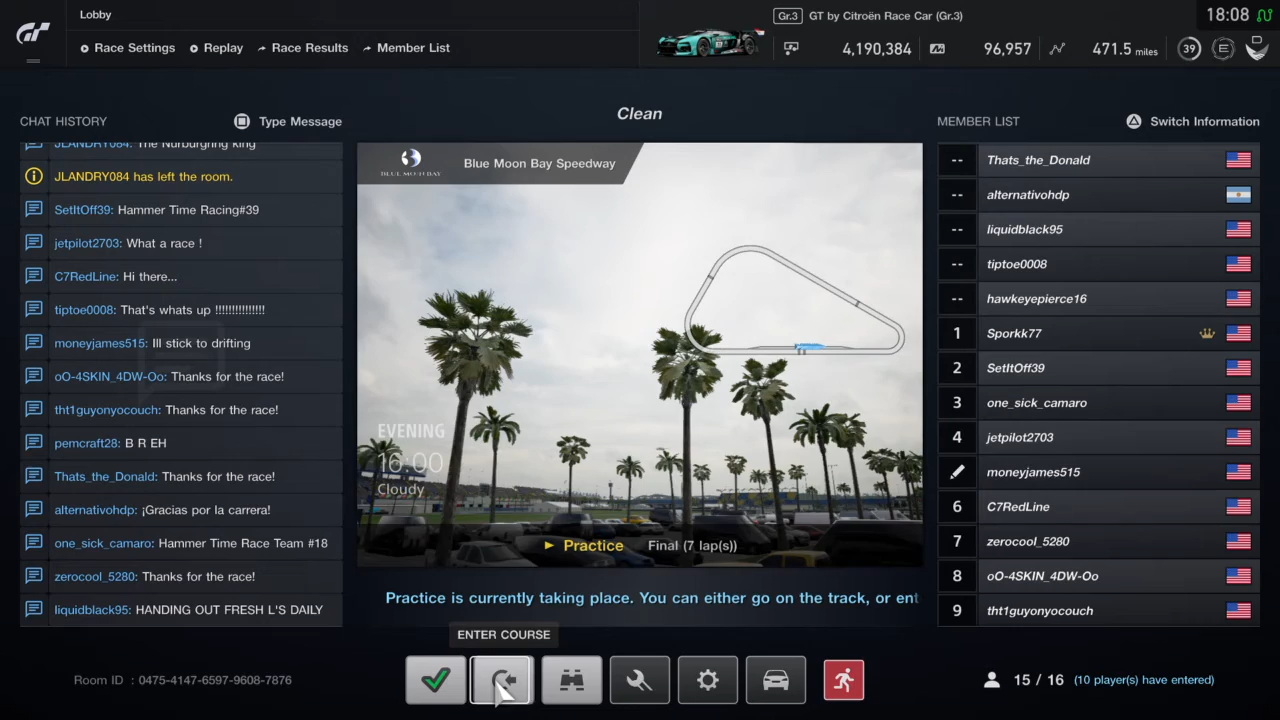 Lobby
Race Settings
Replay
Race Results
Member List
Gr.3
GT by Citroën Race Car (Gr.3)
18:08
4,190,384
96,957
471.5 miles
39
E
CHAT HISTORY
Type Message
Clean
MEMBER LIST
Switch Information
JLANDRY084: The Nurburgring king
JLANDRY084 has left the room.
SetItOff39: Hammer Time Racing#39
jetpilot2703: What a race !
C7RedLine: Hi there...
tiptoe0008: That's whats up !!!!!!!!!!!!!!!
moneyjames515: Ill stick to drifting
oO-4SKIN_4DW-Oo: Thanks for the race!
tht1guyonyocouch: Thanks for the race!
pemcraft28: B R EH
Thats_the_Donald: Thanks for the race!
alternativohdp: ¡Gracias por la carrera!
one_sick_camaro: Hammer Time Race Team #18
zerocool_5280: Thanks for the race!
liquidblack95: HANDING OUT FRESH L'S DAILY
BLUE MOON BAY
Blue Moon Bay Speedway
EVENING
16:00
Cloudy
Practice
Final (7 lap(s))
Practice is currently taking place. You can either go on the track, or ent
-- Thats_the_Donald
-- alternativohdp
-- liquidblack95
-- tiptoe0008
-- hawkeyepierce16
1 Sporkk77
2 SetItOff39
3 one_sick_camaro
4 jetpilot2703
moneyjames515
6 C7RedLine
7 zerocool_5280
8 oO-4SKIN_4DW-Oo
9 tht1guyonyocouch
ENTER COURSE
Room ID : 0475-4147-6597-9608-7876
15 / 16
(10 player(s) have entered)